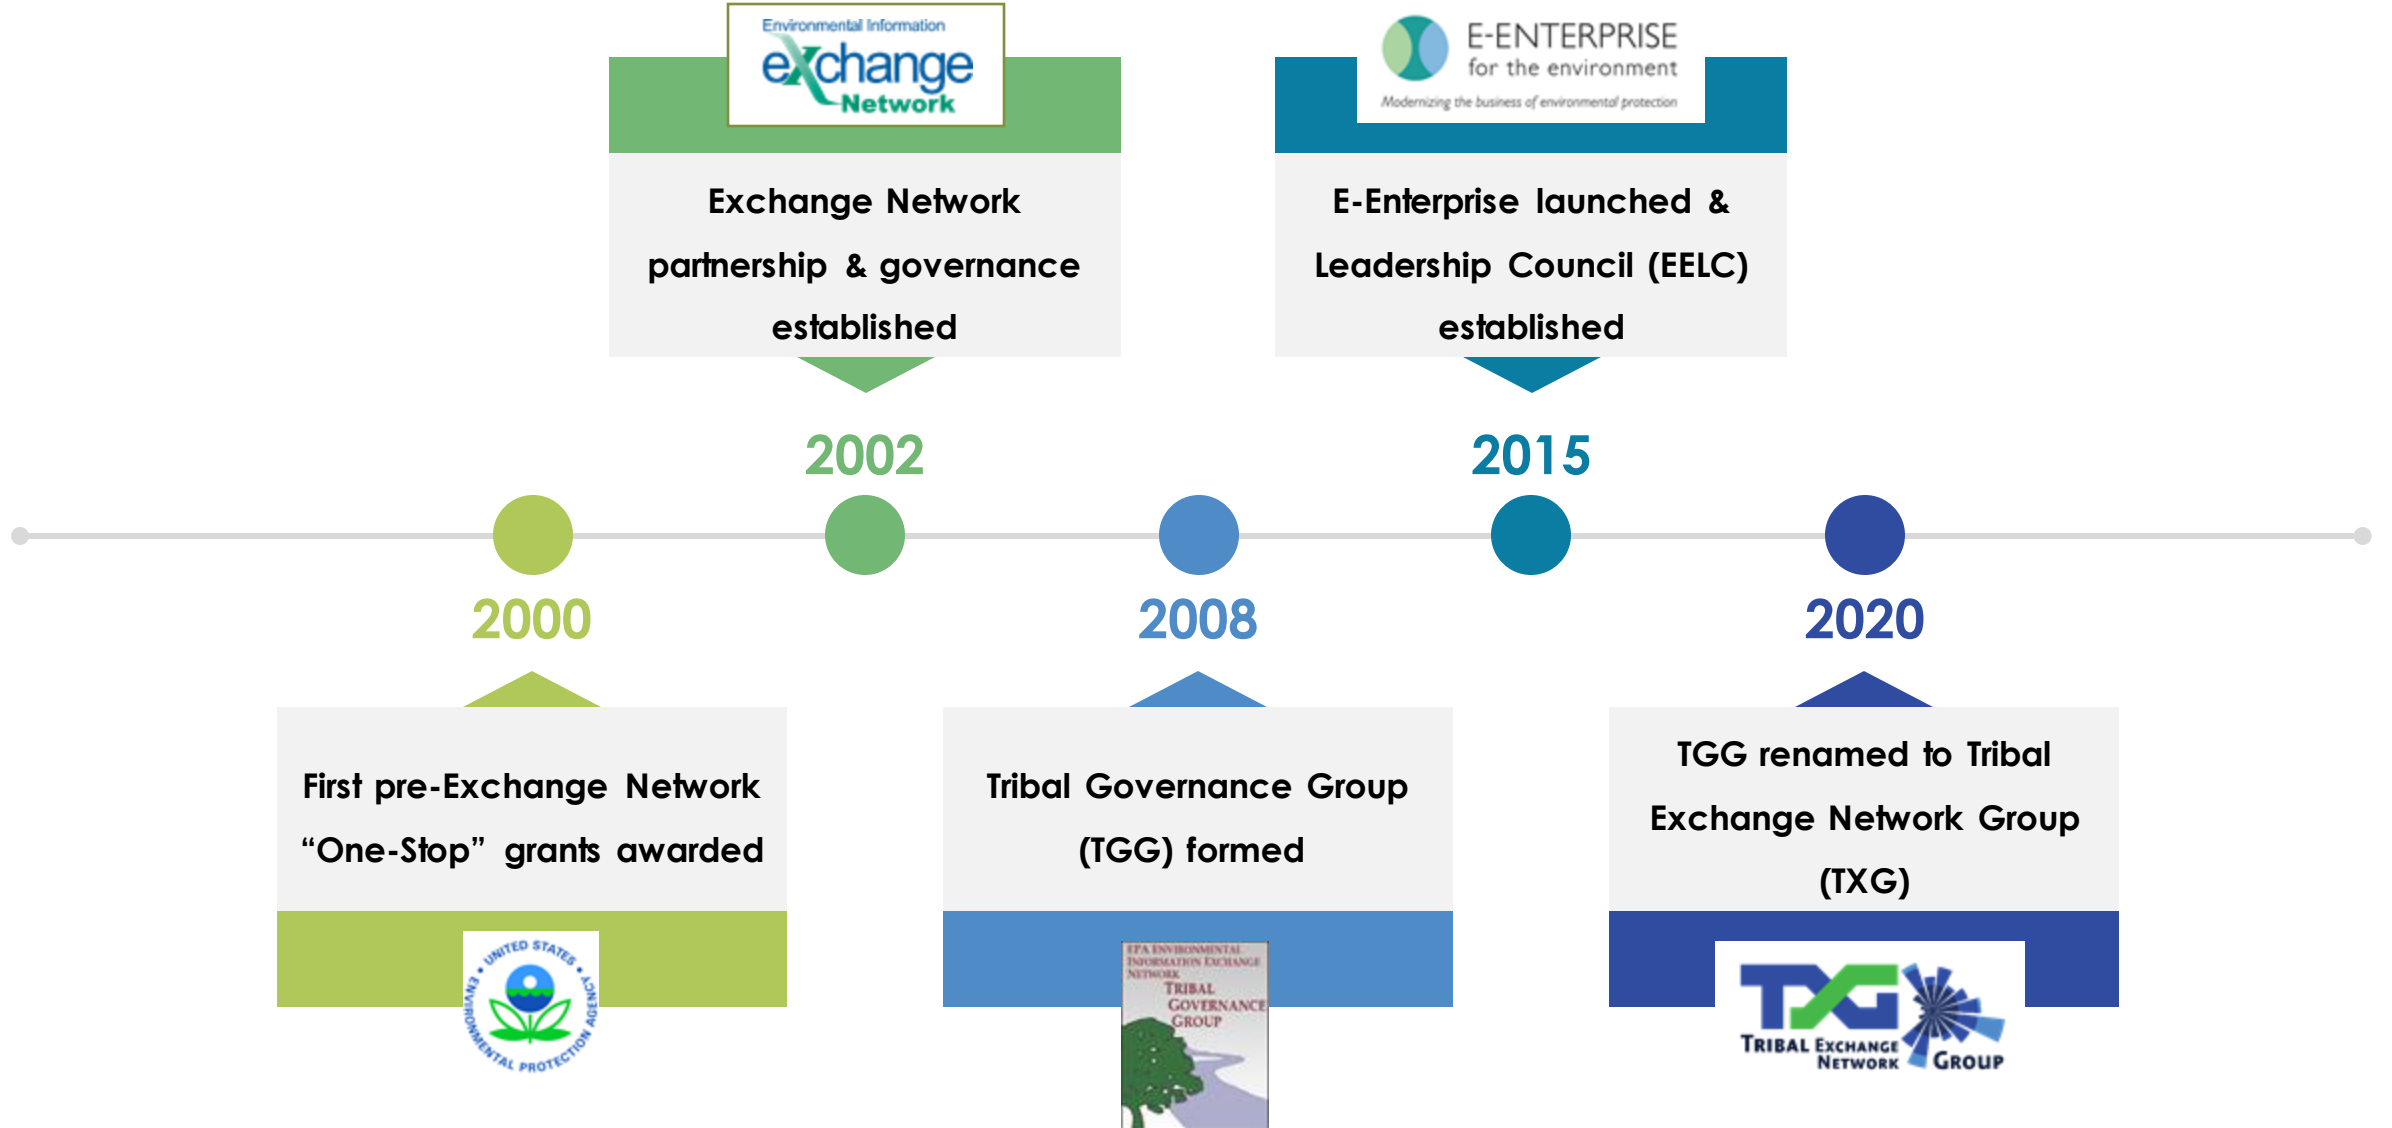 Environmental Information
eXchange
Network
E-ENTERPRISE
for the environment
Modernizing the business of environmental protection
Exchange Network
partnership & governance
established
E-Enterprise launched &
Leadership Council (EELC)
established
2002
2015
2000
2008
2020
First pre-Exchange Network
“One-Stop” grants awarded
Tribal Governance Group
(TGG) formed
TGG renamed to Tribal
Exchange Network Group
(TXG)
UNITED STATES
ENVIRONMENTAL PROTECTION AGENCY
EPA ENVIRONMENTAL
INFORMATION EXCHANGE
NETWORK
TRIBAL
GOVERNANCE
GROUP
TXG
TRIBAL EXCHANGE
NETWORK GROUP